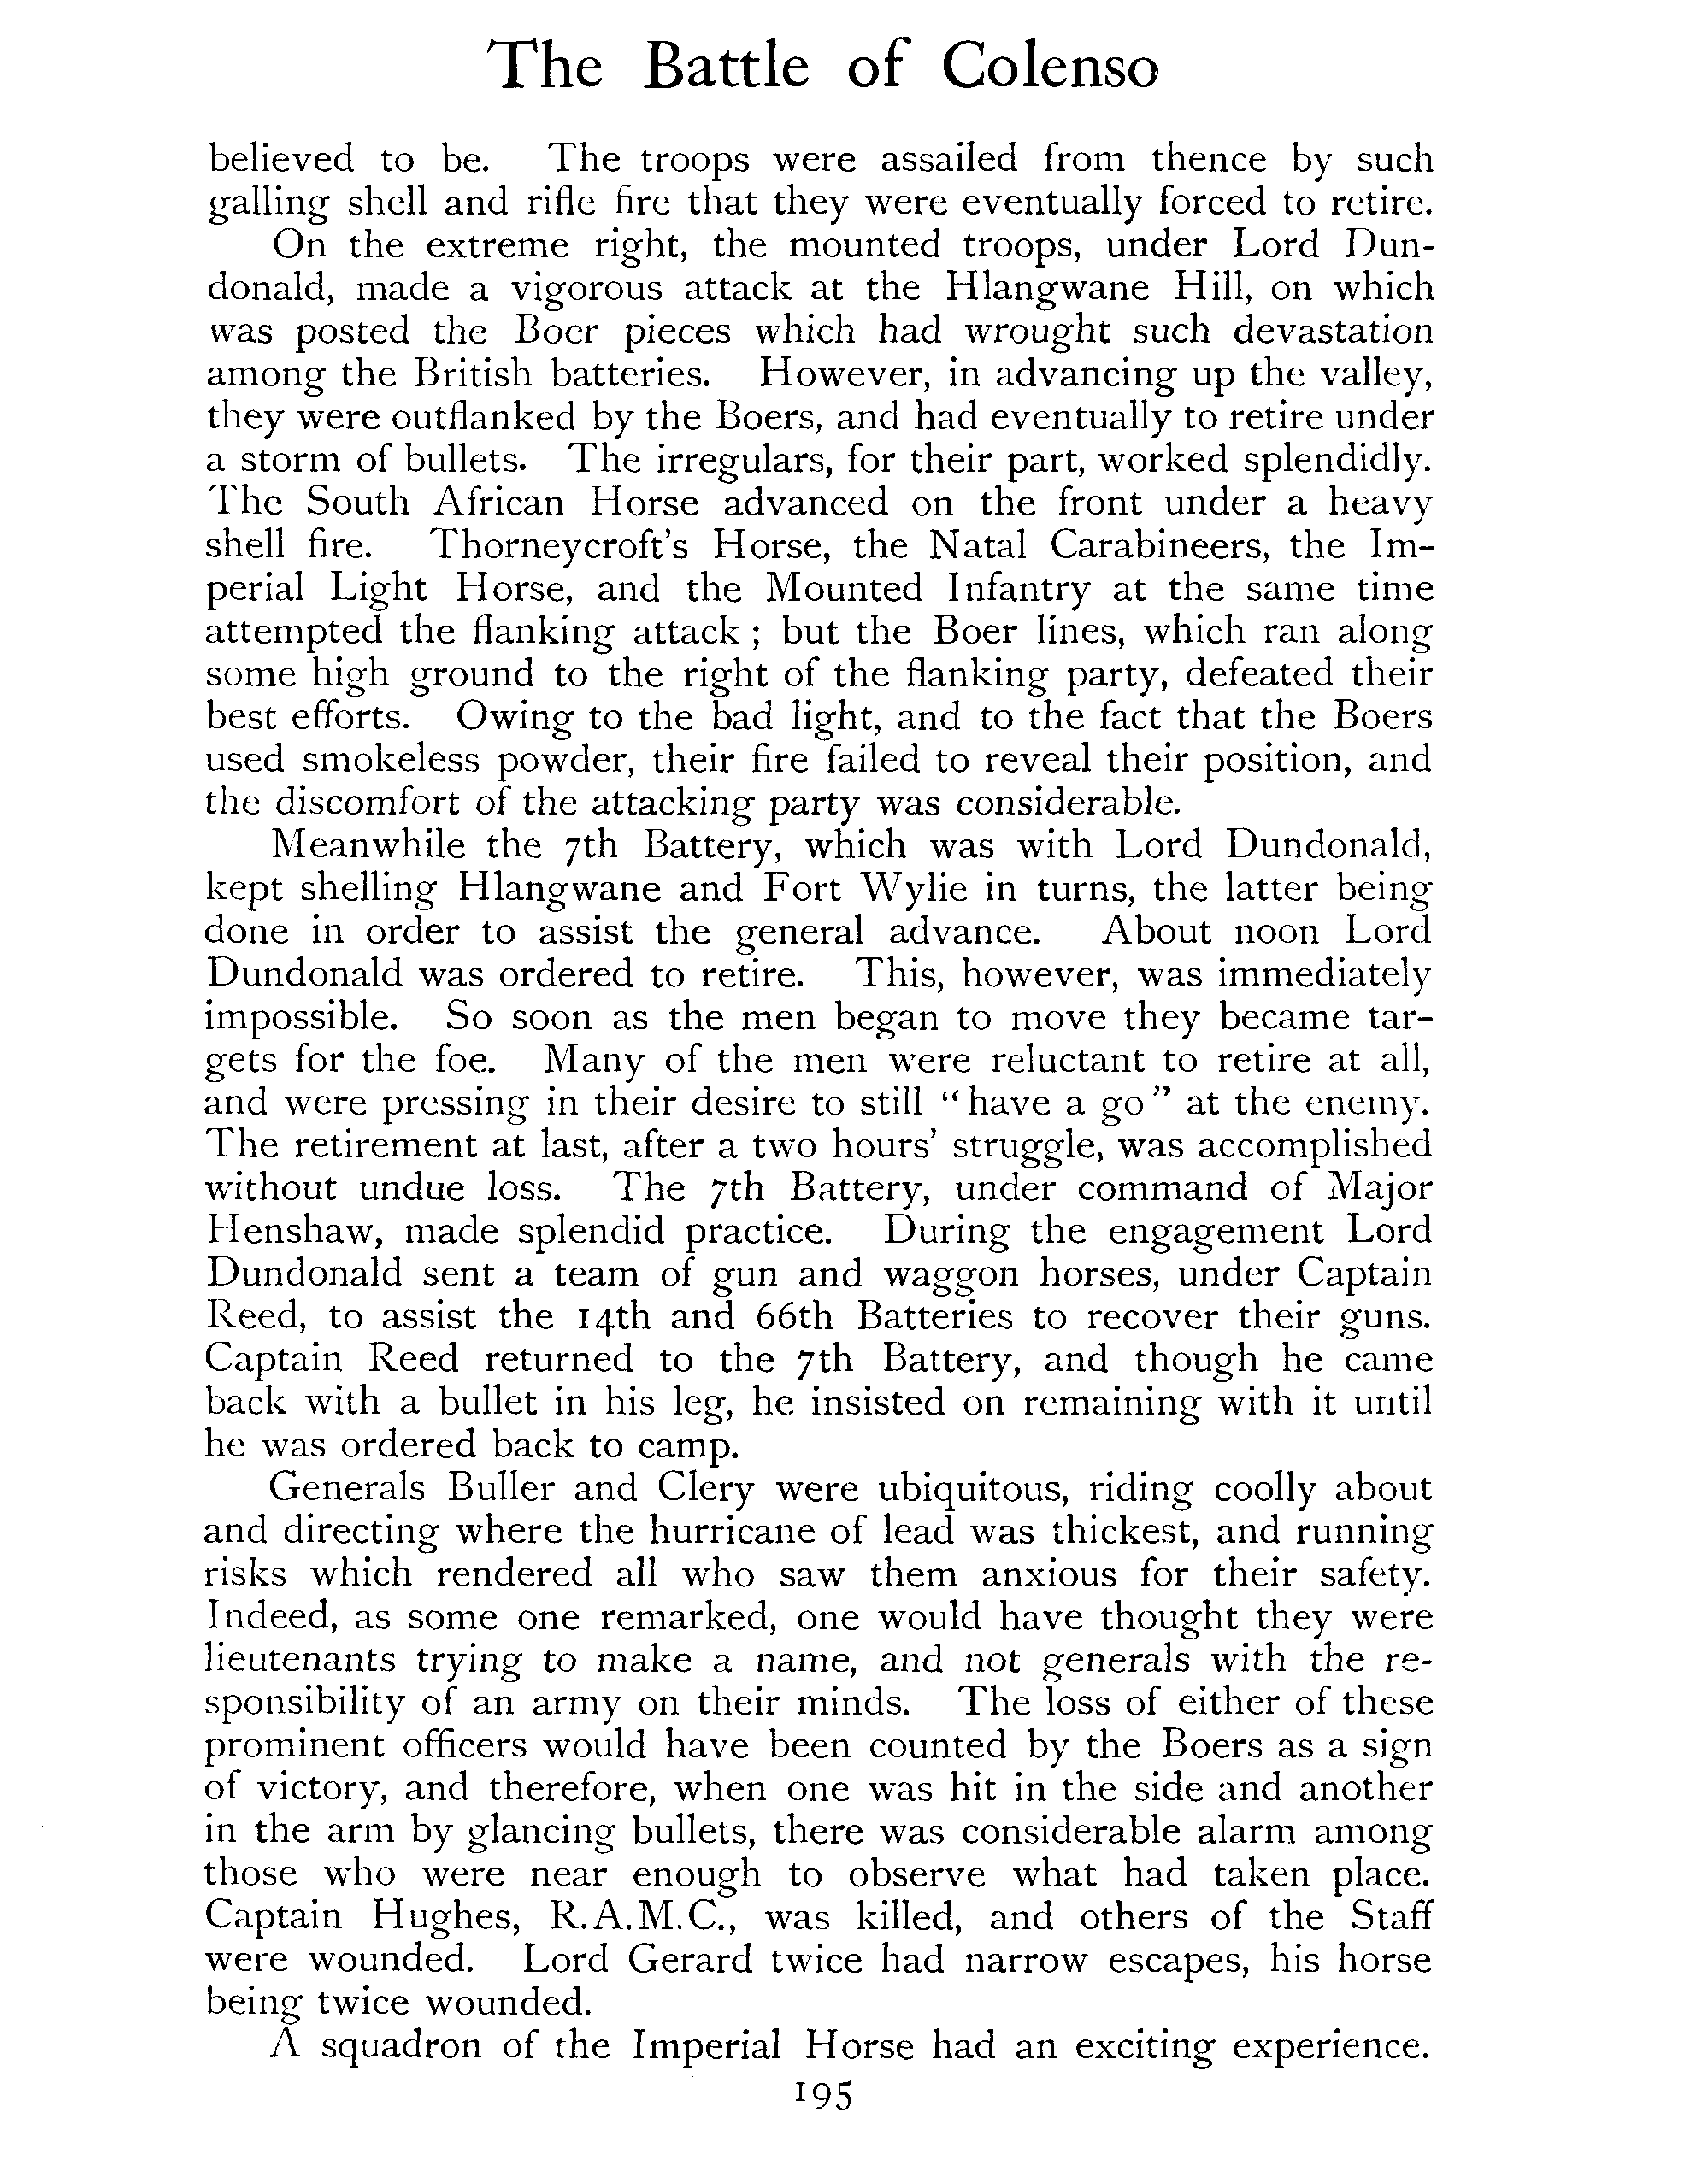 The Battle of Colenso
believed to be. The troops were assailed from thence by such
galling shell and rifle fire that they were eventually forced to retire.
On the extreme right, the mounted troops, under Lord Dun-
donald, made a vigorous attack at the Hlangwane Hill, on which
was posted the Boer pieces which had wrought such devastation
among the British batteries. However, in advancing up the valley,
they were outflanked by the Boers, and had eventually to retire under
a storm of bullets. The irregulars, for their part, worked splendidly.
The South African Horse advanced on the front under a heavy
shell fire. Thorneycroft's Horse, the Natal Carabineers, the Im-
perial Light Horse, and the Mounted Infantry at the same time
attempted the flanking attack ; but the Boer lines, which ran along
some high ground to the right of the flanking party, defeated their
best efforts. Owing to the bad light, and to the fact that the Boers
used smokeless powder, their fire failed to reveal their position, and
the discomfort of the attacking party was considerable.
Meanwhile the 7th Battery, which was with Lord Dundonald,
kept shelling Hlangwane and Fort Wylie in turns, the latter being
done in order to assist the general advance. About noon Lord
Dundonald was ordered to retire. This, however, was immediately
impossible. So soon as the men began to move they became tar-
gets for the foe. Many of the men were reluctant to retire at all,
and were pressing in their desire to still "have a go" at the enemy.
The retirement at last, after a two hours' struggle, was accomplished
without undue loss. The 7th Battery, under command of Major
Henshaw, made splendid practice. During the engagement Lord
Dundonald sent a team of gun and waggon horses, under Captain
Reed, to assist the 14th and 66th Batteries to recover their guns.
Captain Reed returned to the 7th Battery, and though he came
back with a bullet in his leg, he insisted on remaining with it until
he was ordered back to camp.
Generals Buller and Clery were ubiquitous, riding coolly about
and directing where the hurricane of lead was thickest, and running
risks which rendered all who saw them anxious for their safety.
Indeed, as some one remarked, one would have thought they were
lieutenants trying to make a name, and not generals with the re-
sponsibility of an army on their minds. The loss of either of these
prominent officers would have been counted by the Boers as a sign
of victory, and therefore, when one was hit in the side and another
in the arm by glancing bullets, there was considerable alarm among
those who were near enough to observe what had taken place.
Captain Hughes, R.A.M.C., was killed, and others of the Staff
were wounded. Lord Gerard twice had narrow escapes, his horse
being twice wounded.
A squadron of the Imperial Horse had an exciting experience.
195